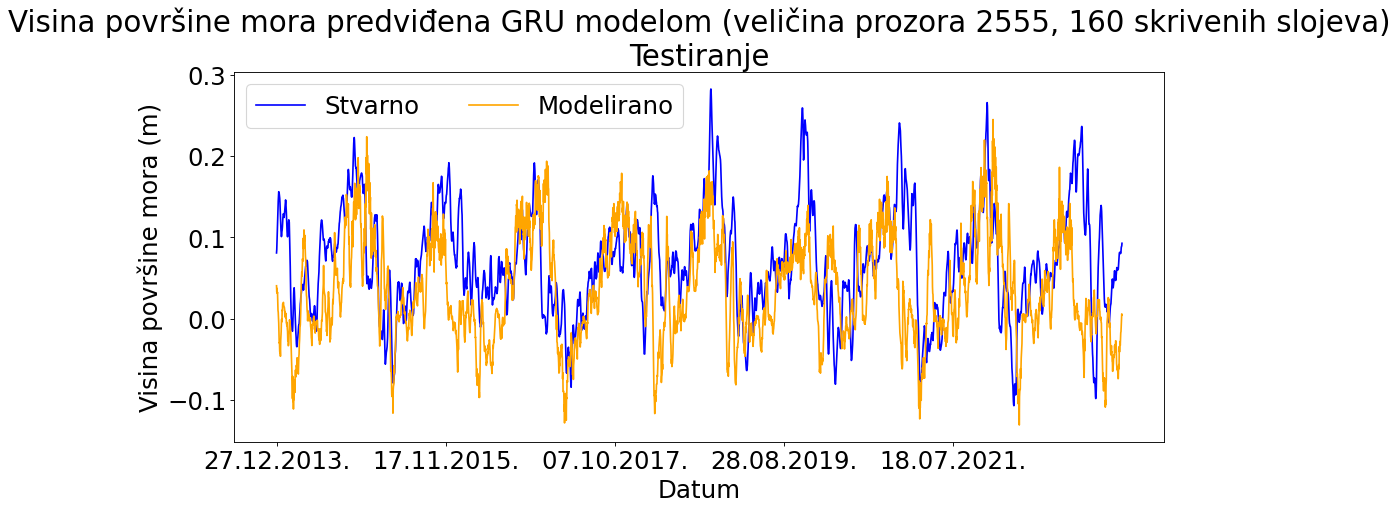 Visina površine mora predviđena GRU modelom (veličina prozora 2555, 160 skrivenih slojeva)
Testiranje
Stvarno Modelirano
Visina površine mora (m)
0.3
0.2
0.1
0.0
−0.1
27.12.2013. 17.11.2015. 07.10.2017. 28.08.2019. 18.07.2021.
Datum